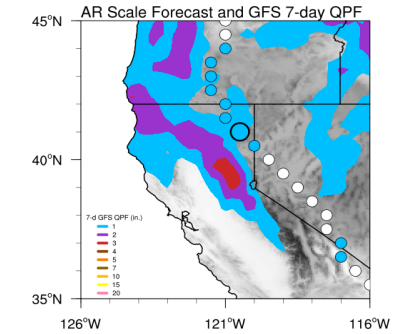 AR Scale Forecast and GFS 7-day QPF
45°N
40°N
7-d GFS QPF (in.)
1
2
3
4
5
7
10
15
20
35°N
126°W
121°W
116°W